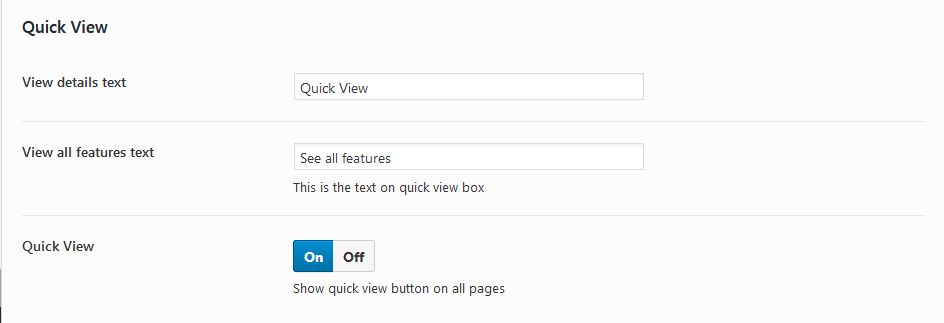 Quick View
View details text
Quick View
View all features text
See all features
This is the text on quick view box
Quick View
On Off
Show quick view button on all pages